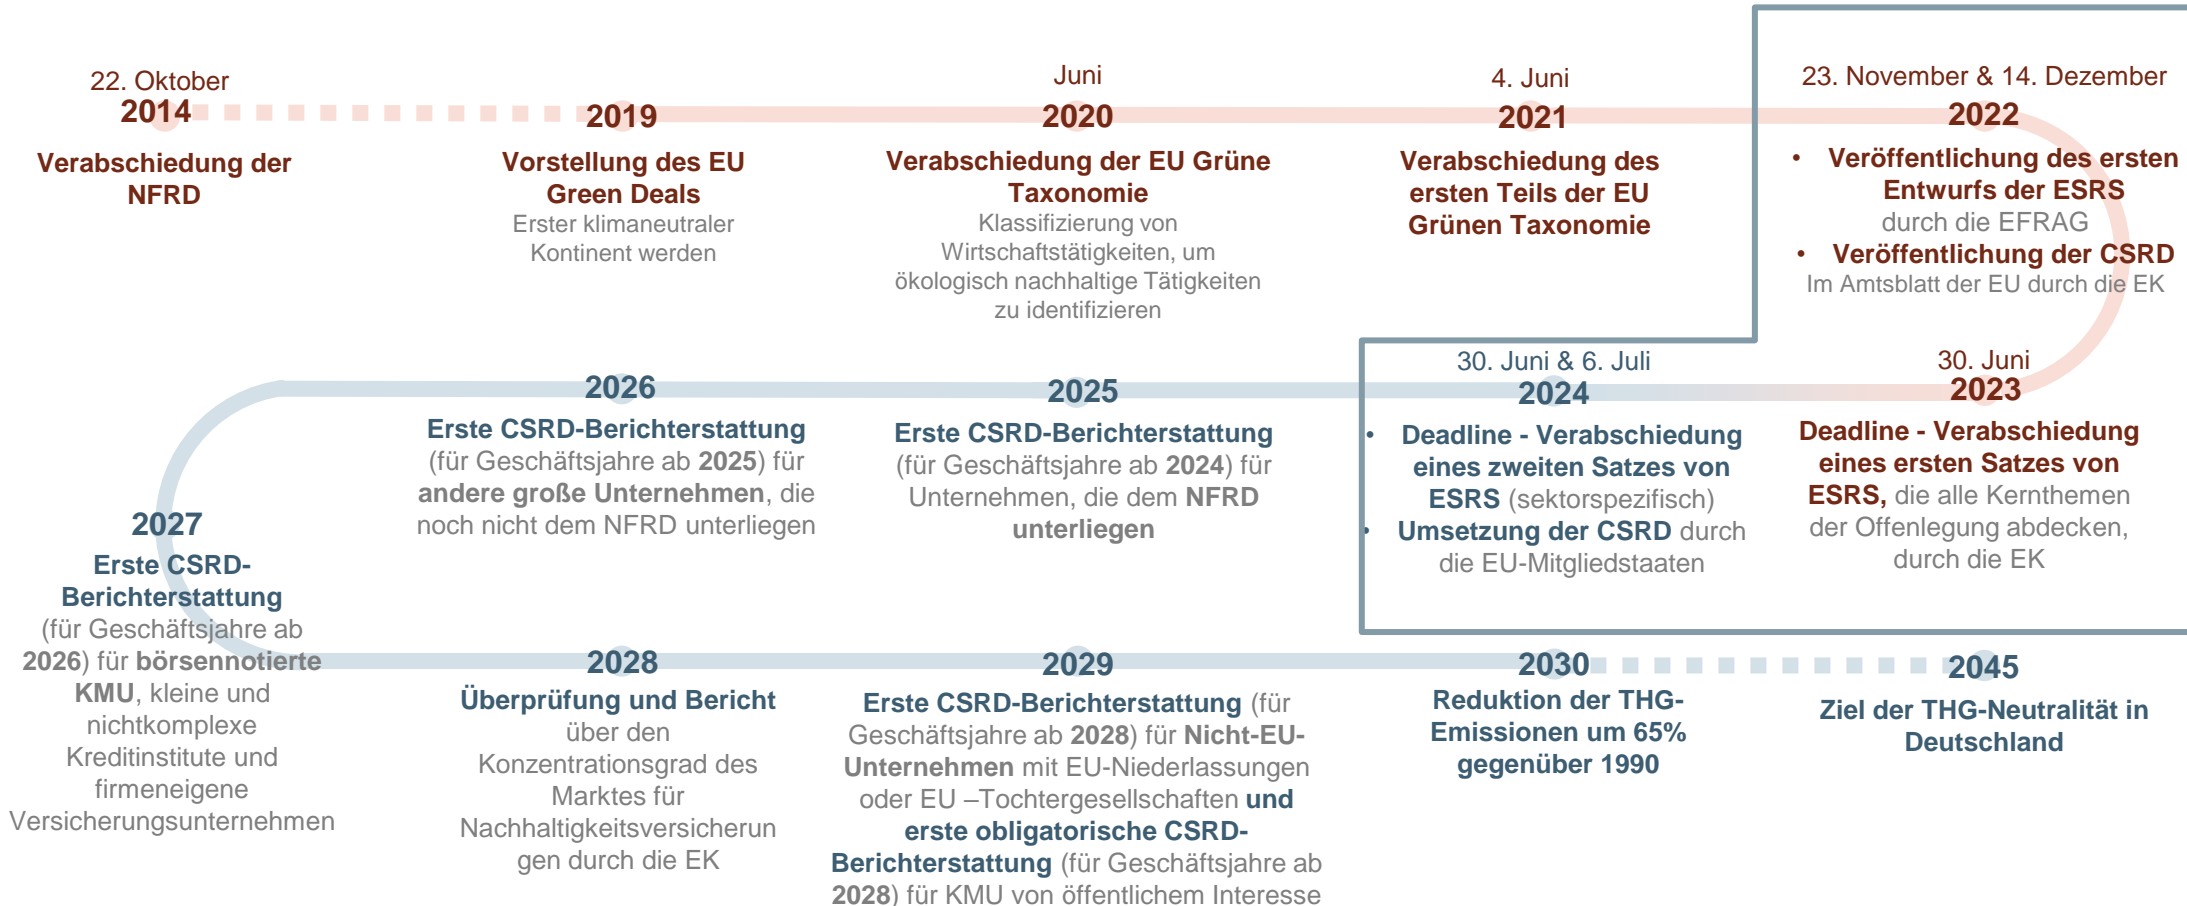 22. Oktober
2014
Verabschiedung der
NFRD
2019
Vorstellung des EU
Green Deals
Erster klimaneutraler
Kontinent werden
Juni
2020
Verabschiedung der EU Grüne
Taxonomie
Klassifizierung von
Wirtschaftstätigkeiten, um
ökologisch nachhaltige Tätigkeiten
zu identifizieren
4. Juni
2021
Verabschiedung des
ersten Teils der EU
Grünen Taxonomie
23. November & 14. Dezember
2022
• Veröffentlichung des ersten
Entwurfs der ESRS
durch die EFRAG
• Veröffentlichung der CSRD
Im Amtsblatt der EU durch die EK
30. Juni
2023
Deadline - Verabschiedung
eines ersten Satzes von
ESRS, die alle Kernthemen
der Offenlegung abdecken,
durch die EK
30. Juni & 6. Juli
2024
• Deadline - Verabschiedung
eines zweiten Satzes von
ESRS (sektorspezifisch)
• Umsetzung der CSRD durch
die EU-Mitgliedstaaten
2025
Erste CSRD-Berichterstattung
(für Geschäftsjahre ab 2024) für
Unternehmen, die dem NFRD
unterliegen
2026
Erste CSRD-Berichterstattung
(für Geschäftsjahre ab 2025) für
andere große Unternehmen, die
noch nicht dem NFRD unterliegen
2027
Erste CSRD-
Berichterstattung
(für Geschäftsjahre ab
2026) für börsennotierte
KMU, kleine und
nichtkomplexe
Kreditinstitute und
firmeneigene
Versicherungsunternehmen
2028
Überprüfung und Bericht
über den
Konzentrationsgrad des
Marktes für
Nachhaltigkeitsversicherun
gen durch die EK
2029
Erste CSRD-Berichterstattung (für
Geschäftsjahre ab 2028) für Nicht-EU-
Unternehmen mit EU-Niederlassungen
oder EU –Tochtergesellschaften und
erste obligatorische CSRD-
Berichterstattung (für Geschäftsjahre ab
2028) für KMU von öffentlichem Interesse
2030
Reduktion der THG-
Emissionen um 65%
gegenüber 1990
2045
Ziel der THG-Neutralität in
Deutschland